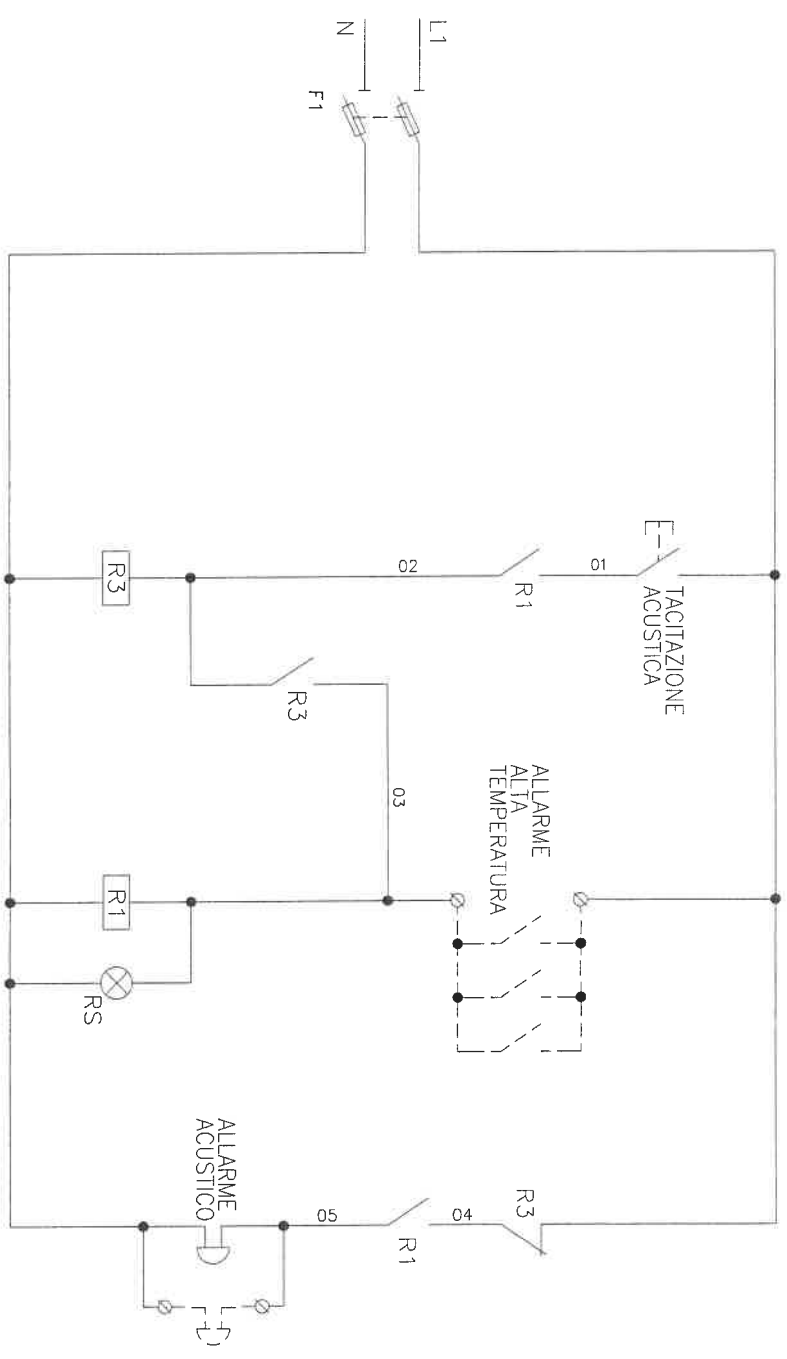 L1
N
F1
TACITAZIONE
ACUSTICA
01
R1
02
R3
R3
03
ALLARME
ALTA
TEMPERATURA
R1
RS
R3
04
R1
05
ALLARME
ACUSTICO